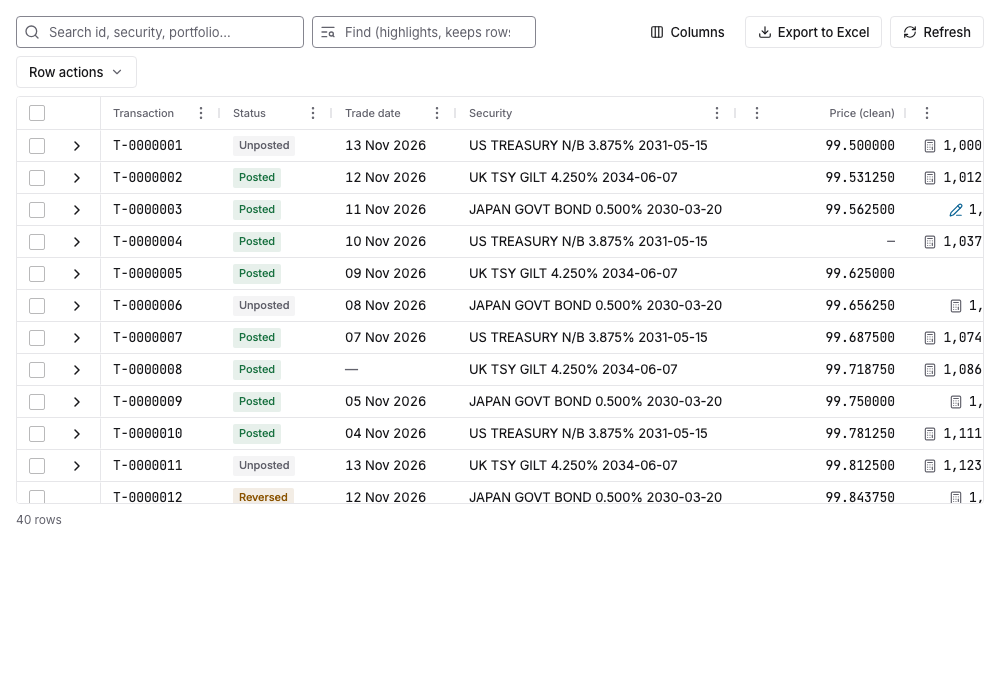 Search id, security, portfolio...
Find (highlights, keeps rows
Columns
Export to Excel
Refresh
Row actions
Transaction Status Trade date Security Price (clean)
T-0000001 Unposted 13 Nov 2026 US TREASURY N/B 3.875% 2031-05-15 99.500000 1,000
T-0000002 Posted 12 Nov 2026 UK TSY GILT 4.250% 2034-06-07 99.531250 1,012
T-0000003 Posted 11 Nov 2026 JAPAN GOVT BOND 0.500% 2030-03-20 99.562500 1,
T-0000004 Posted 10 Nov 2026 US TREASURY N/B 3.875% 2031-05-15 — 1,037
T-0000005 Posted 09 Nov 2026 UK TSY GILT 4.250% 2034-06-07 99.625000
T-0000006 Unposted 08 Nov 2026 JAPAN GOVT BOND 0.500% 2030-03-20 99.656250 1,
T-0000007 Posted 07 Nov 2026 US TREASURY N/B 3.875% 2031-05-15 99.687500 1,074
T-0000008 Posted — UK TSY GILT 4.250% 2034-06-07 99.718750 1,086
T-0000009 Posted 05 Nov 2026 JAPAN GOVT BOND 0.500% 2030-03-20 99.750000 1,
T-0000010 Posted 04 Nov 2026 US TREASURY N/B 3.875% 2031-05-15 99.781250 1,111
T-0000011 Unposted 13 Nov 2026 UK TSY GILT 4.250% 2034-06-07 99.812500 1,123
T-0000012 Reversed 12 Nov 2026 JAPAN GOVT BOND 0.500% 2030-03-20 99.843750 1,
40 rows